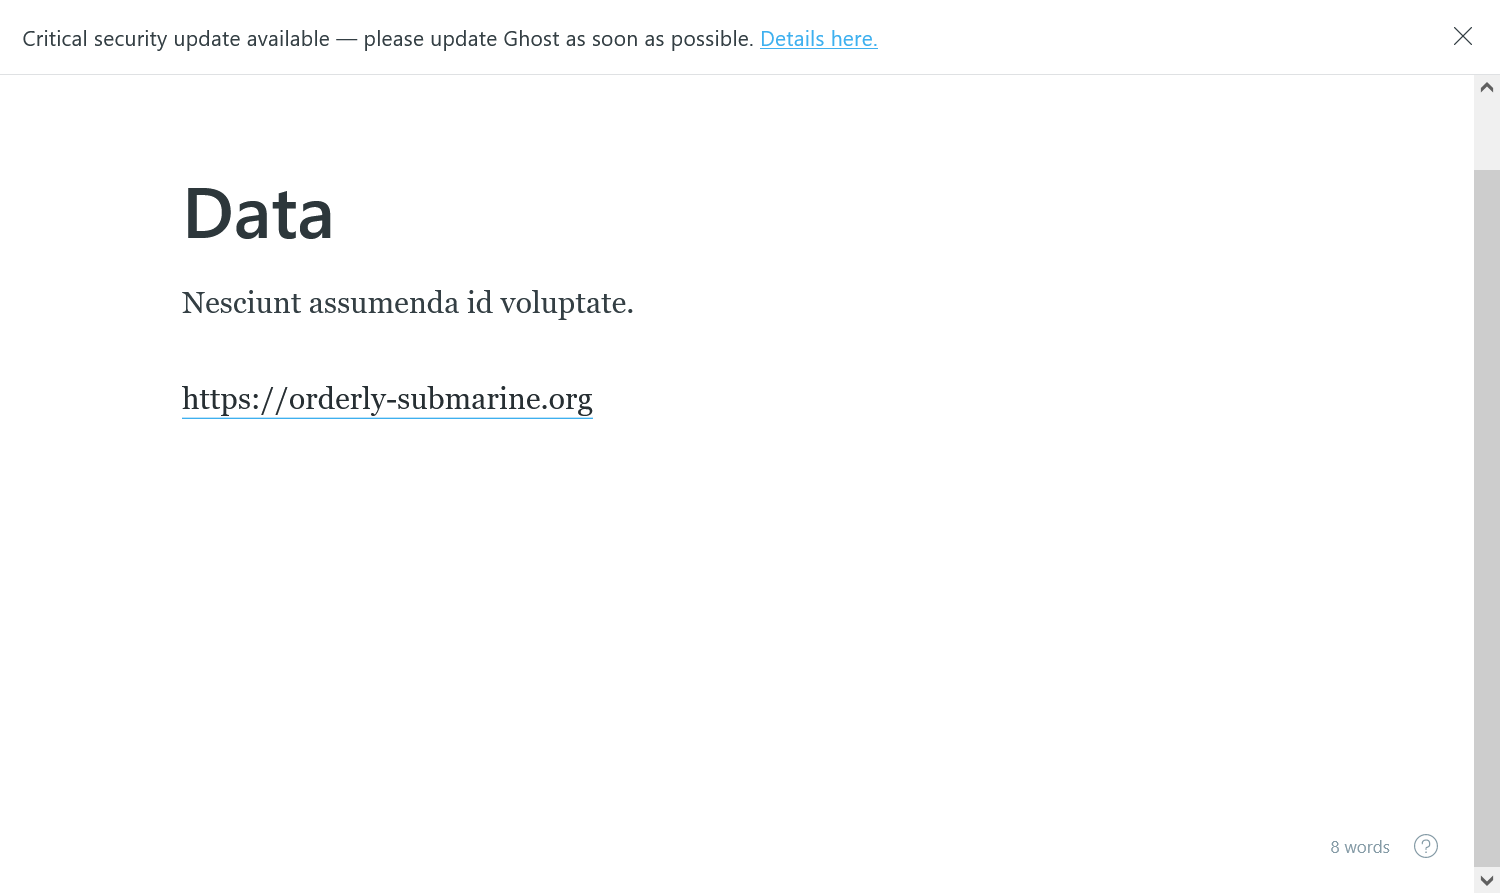 Critical security update available — please update Ghost as soon as possible. Details here.
Data
Nesciunt assumenda id voluptate.
https://orderly-submarine.org
8 words
?